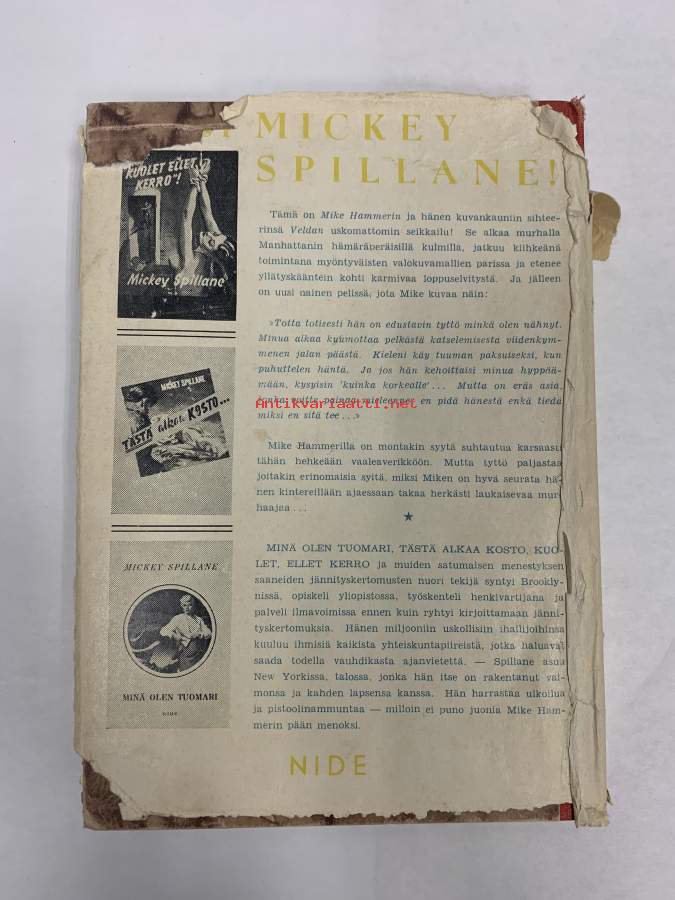 MICKEY
SPILLANE!
KUOLET ELLET
KERRO"!
Mickey Spillane
MICKEY SPILLANE
TÄSTÄ alkaa KOSTO...
MICKEY SPILLANE
MINÄ OLEN TUOMARI
NIDE
Tämä on Mike Hammerin ja hänen kuvankauniin sihtee-
rinsä Veldan uskomattomin seikkailu! Se alkaa murhalla
Manhattanin hämäräperäisillä kulmilla, jatkuu kiihkeänä
toimintana myöntyväisten valokuvamallien parissa ja etenee
yllätyskääntein kohti karmivaa loppuselvitystä. Ja jälleen
on uusi nainen pelissä, jota Mike kuvaa näin:
»Totta totisesti hän on edustavin tyttö minkä olen nähnyt.
Minua alkaa kuumottaa pelkästä katselemisesta viidenkym-
menen jalan päästä. Kieleni käy tuuman paksuiseksi, kun
puhuttelen häntä. Ja jos hän kehoittaisi minua hyppää-
mään, kysyisin 'kuinka korkealle'... Mutta on eräs asia,
en pidä hänestä enkä tiedä
miksi en sitä tee...»
Antikvariaatti.net
Mike Hammerilla on montakin syytä suhtautua karsaasti
tähän hehkeään vaaleaverikköön. Mutta tyttö paljastaa
joitakin erinomaisia syitä, miksi Miken on hyvä seurata hä-
nen kintereillään ajaessaan takaa herkästi laukaisevaa mur-
haajaa...
MINÄ OLEN TUOMARI, TÄSTÄ ALKAA KOSTO, KUO-
LET, ELLET KERRO ja muiden satumaisen menestyksen
saaneiden jännityskertomusten nuori tekijä syntyi Brookly-
nissä, opiskeli yliopistossa, työskenteli henkivartijana ja
palveli ilmavoimissa ennen kuin ryhtyi kirjoittamaan jänni-
tyskertomuksia. Hänen miljooniin uskollisiin ihailijoihinsa
kuuluu ihmisiä kaikista yhteiskuntapiireistä, jotka haluavat
saada todella vauhdikasta ajanvietettä. — Spillane asuu
New Yorkissa, talossa, jonka hän itse on rakentanut vai-
monsa ja kahden lapsensa kanssa. Hän harrastaa ulkoilua
ja pistoolinammuntaa — milloin ei puno juonia Mike Ham-
merin pään menoksi.
NIDE